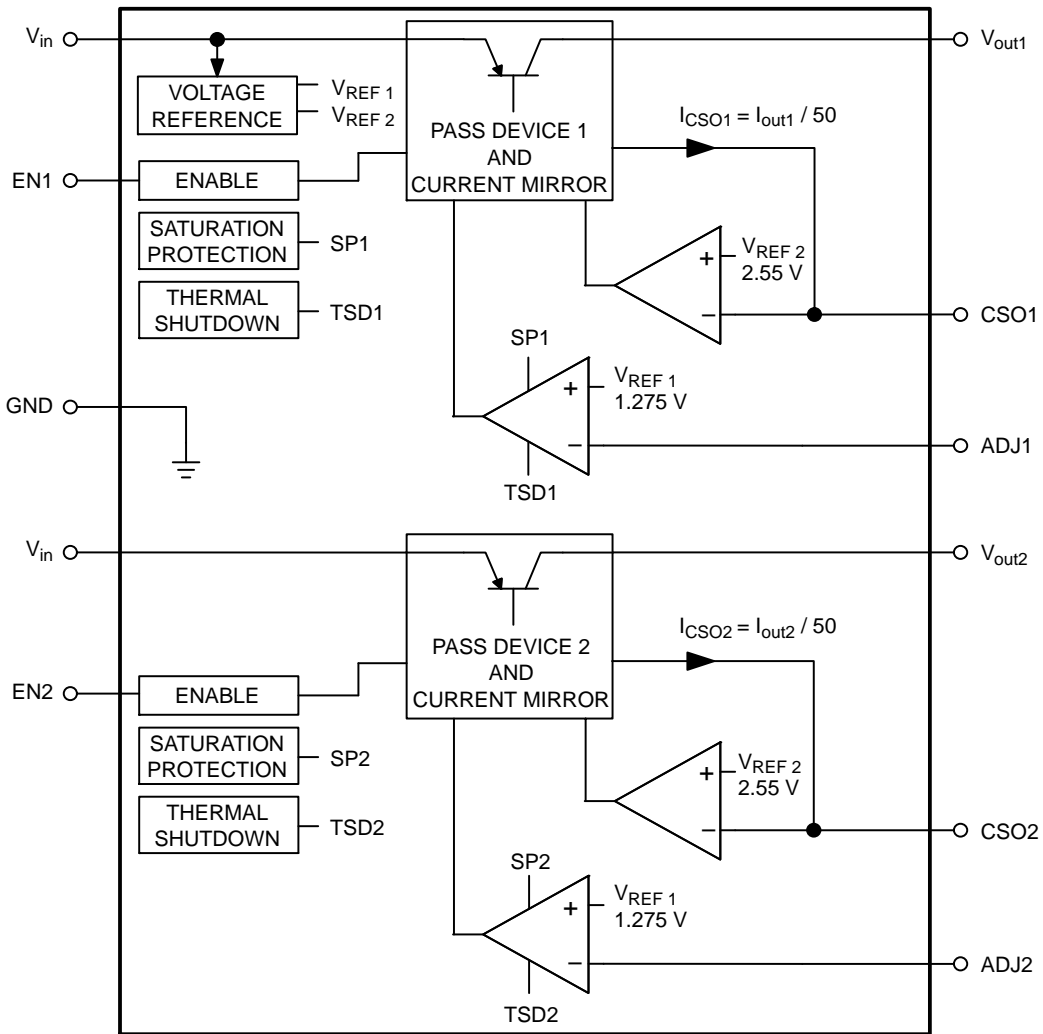 Vin
Vout1
VOLTAGE
REFERENCE
VREF 1
VREF 2
PASS DEVICE 1
AND
CURRENT MIRROR
ICSO1 = Iout1 / 50
EN1
ENABLE
SATURATION
PROTECTION
SP1
THERMAL
SHUTDOWN
TSD1
+
VREF 2
2.55 V
−
CSO1
SP1
+
VREF 1
1.275 V
−
TSD1
GND
ADJ1
Vin
Vout2
PASS DEVICE 2
AND
CURRENT MIRROR
ICSO2 = Iout2 / 50
EN2
ENABLE
SATURATION
PROTECTION
SP2
THERMAL
SHUTDOWN
TSD2
+
VREF 2
2.55 V
−
CSO2
SP2
+
VREF 1
1.275 V
−
TSD2
ADJ2